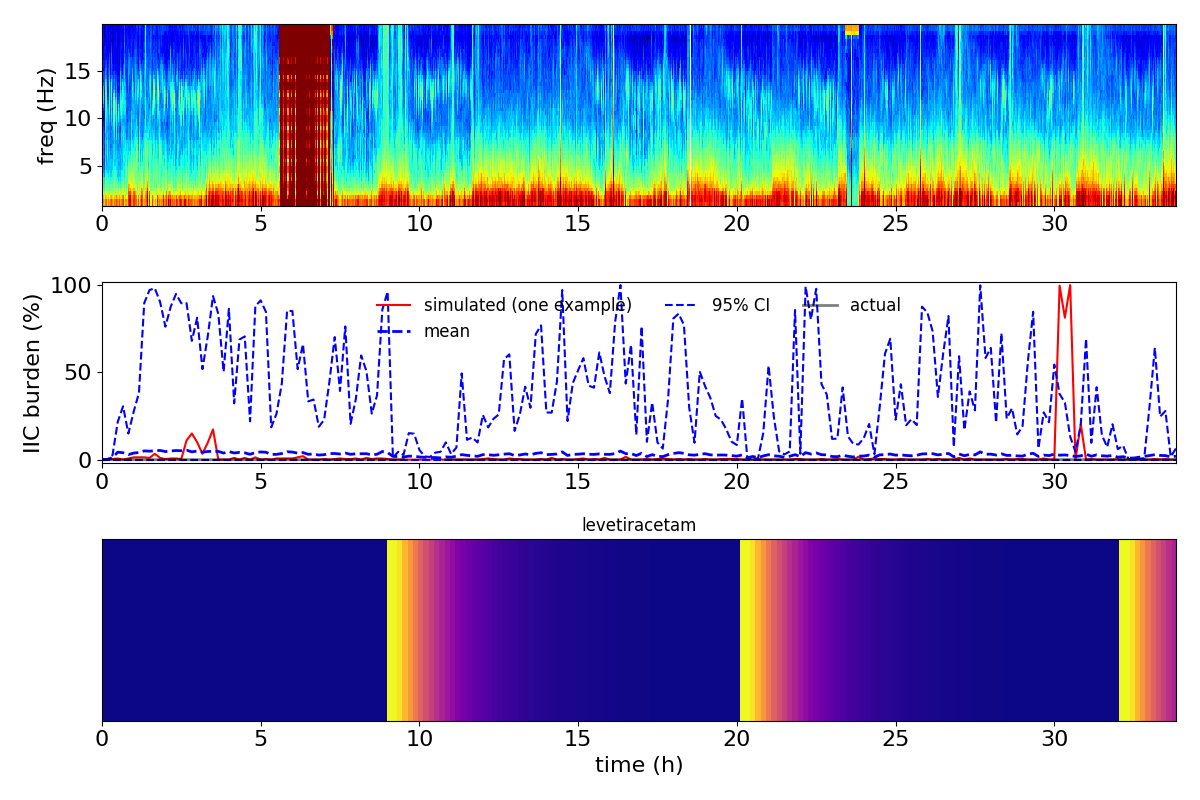 freq (Hz)
15
10
5
0 5 10 15 20 25 30
IIC burden (%)
100
50
0
simulated (one example) 95% CI actual
mean
0 5 10 15 20 25 30
levetiracetam
0 5 10 15 20 25 30
time (h)